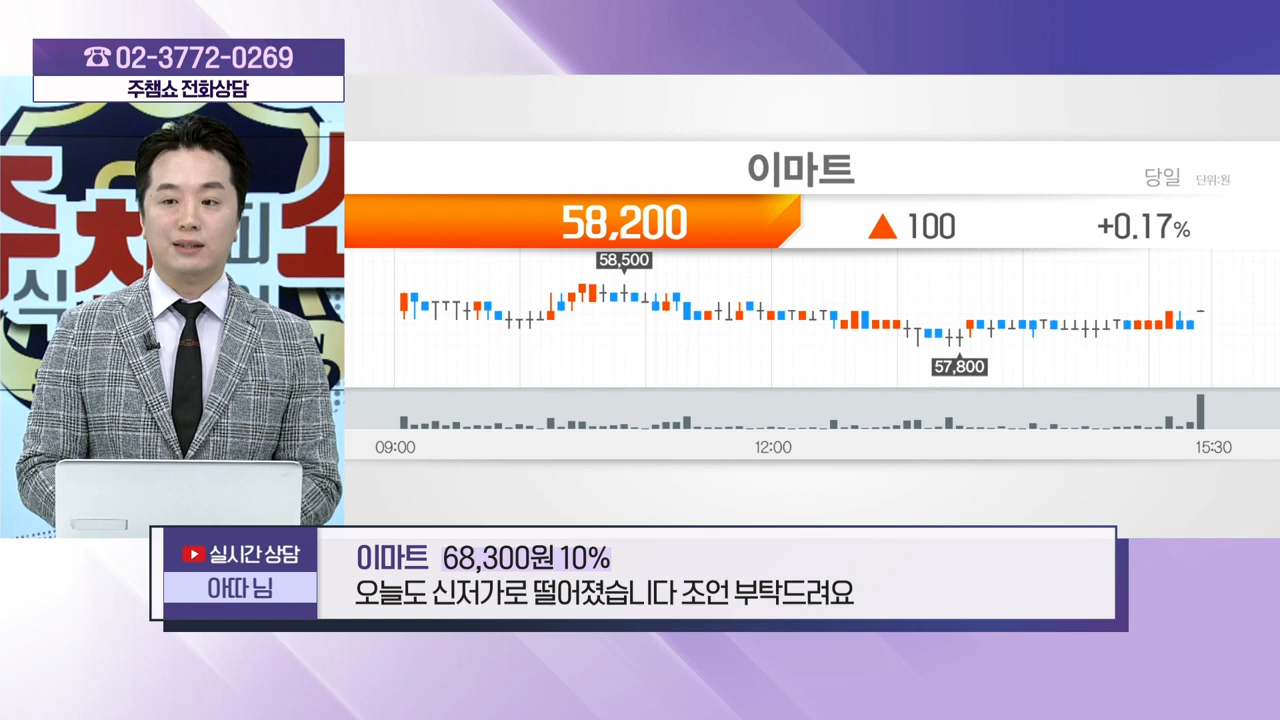 ☎02-3772-0269
주챔쇼 전화상담
이마트
당일 단위:원
58,200 ▲ 100 +0.17%
58,500
57,800
09:00 12:00 15:30
실시간 상담
아따 님
이마트 68,300원 10%
오늘도 신저가로 떨어졌습니다 조언 부탁드려요